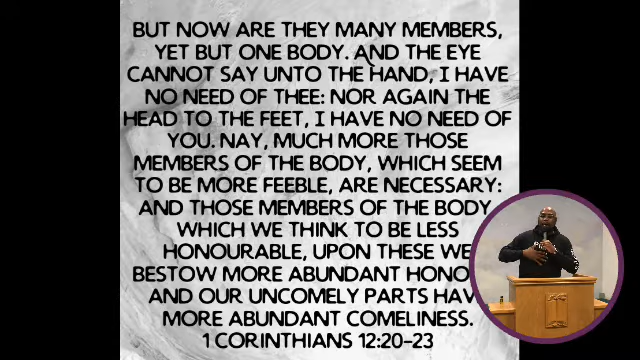 BUT NOW ARE THEY MANY MEMBERS,
YET BUT ONE BODY. AND THE EYE
CANNOT SAY UNTO THE HAND, I HAVE
NO NEED OF THEE: NOR AGAIN THE
HEAD TO THE FEET, I HAVE NO NEED OF
YOU. NAY, MUCH MORE THOSE
MEMBERS OF THE BODY, WHICH SEEM
TO BE MORE FEEBLE, ARE NECESSARY:
AND THOSE MEMBERS OF THE BODY,
WHICH WE THINK TO BE LESS
HONOURABLE, UPON THESE WE
BESTOW MORE ABUNDANT
AND OUR UNCOMELY PARTS
MORE ABUNDANT COMELINESS.
1 CORINTHIANS 12:20-23